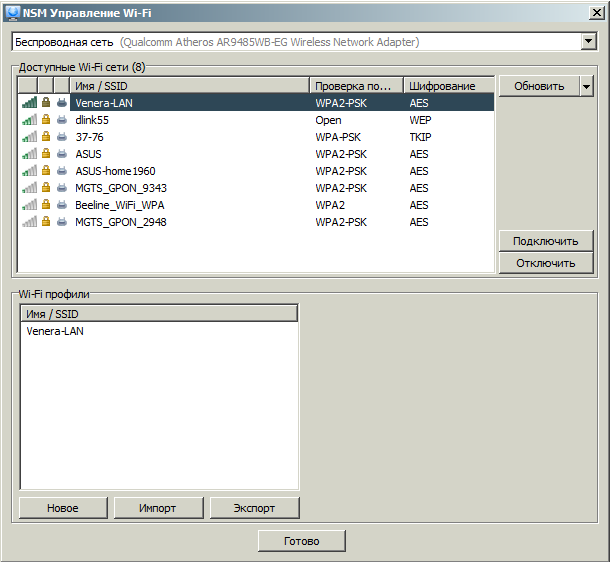 NSM Управление Wi-Fi
Беспроводная сеть (Qualcomm Atheros AR9485WB-EG Wireless Network Adapter)
Доступные Wi-Fi сети (8)
Имя / SSID Проверка по... Шифрование Обновить
Venera-LAN WPA2-PSK AES
dlink55 Open WEP
37-76 WPA-PSK TKIP
ASUS WPA2-PSK AES
ASUS-home1960 WPA2-PSK AES
MGTS_GPON_9343 WPA2-PSK AES
Beeline_WiFi_WPA WPA2 AES
MGTS_GPON_2948 WPA2-PSK AES
Подключить
Отключить
Wi-Fi профили
Имя / SSID
Venera-LAN
Новое Импорт Экспорт
Готово